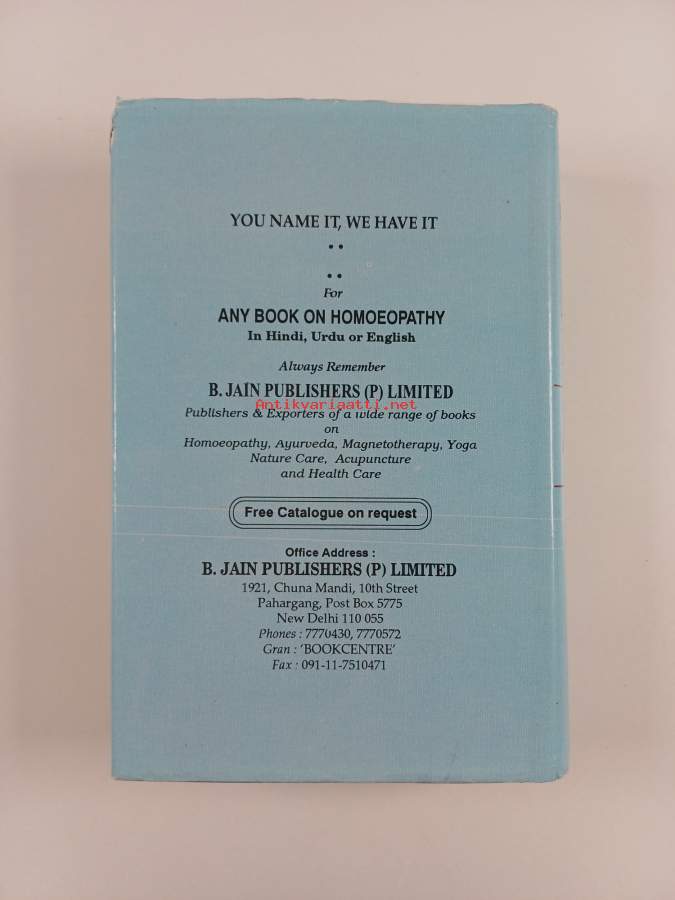 YOU NAME IT, WE HAVE IT
For
ANY BOOK ON HOMOEOPATHY
In Hindi, Urdu or English
Always Remember
B. JAIN PUBLISHERS (P) LIMITED
Antikvariaatti.net
Publishers & Exporters of a wide range of books
on
Homoeopathy, Ayurveda, Magnetotherapy, Yoga
Nature Care, Acupuncture
and Health Care
Free Catalogue on request
Office Address :
B. JAIN PUBLISHERS (P) LIMITED
1921, Chuna Mandi, 10th Street
Pahargang, Post Box 5775
New Delhi 110 055
Phones : 7770430, 7770572
Gran : 'BOOKCENTRE'
Fax : 091-11-7510471